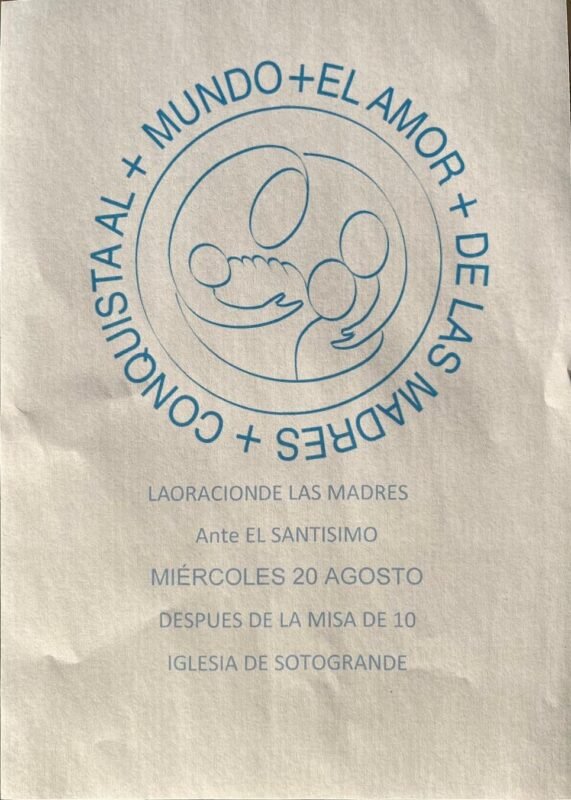 MUNDO + EL AMOR + DE LAS MADRES + CONQUISTA AL +
LAORACIONDE LAS MADRES
Ante EL SANTISIMO
MIÉRCOLES 20 AGOSTO
DESPUES DE LA MISA DE 10
IGLESIA DE SOTOGRANDE